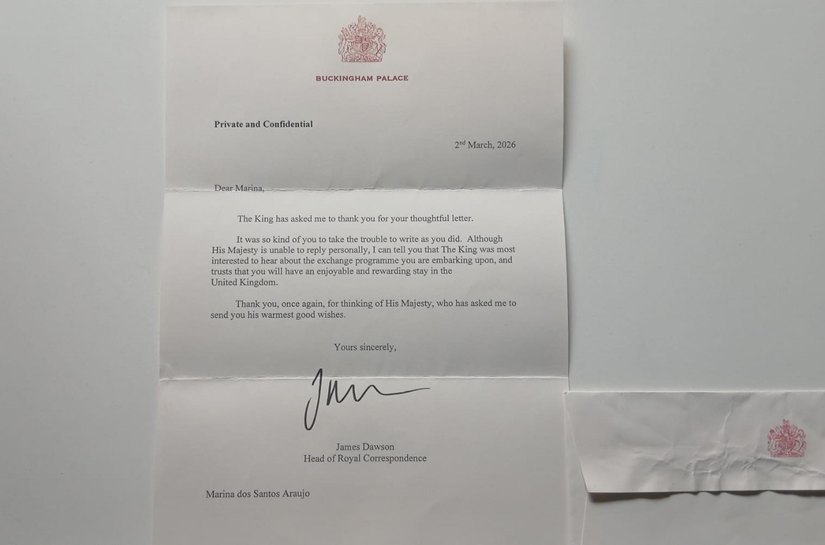 BUCKINGHAM PALACE
Private and Confidential
2nd March, 2026
Dear Marina,
The King has asked me to thank you for your thoughtful letter.
It was so kind of you to take the trouble to write as you did. Although
His Majesty is unable to reply personally, I can tell you that The King was most
interested to hear about the exchange programme you are embarking upon, and
trusts that you will have an enjoyable and rewarding stay in the
United Kingdom.
Thank you, once again, for thinking of His Majesty, who has asked me to
send you his warmest good wishes.
Yours sincerely,
James Dawson
Head of Royal Correspondence
Marina dos Santos Araujo